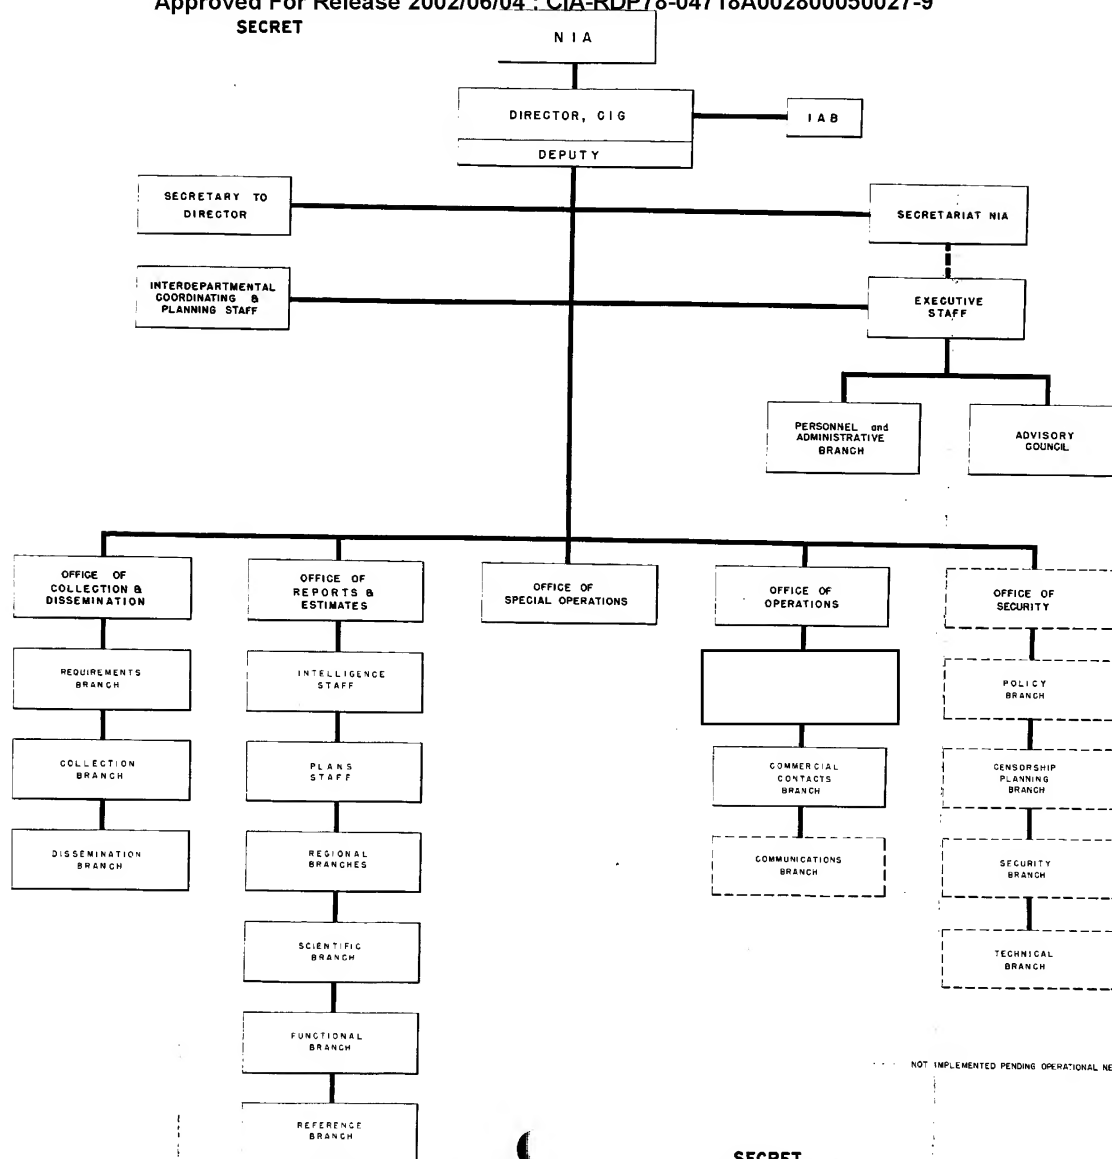 Approved For Release 2002/06/04 : CIA-RDP78-04718A002800050027-9
SECRET
NIA
DIRECTOR, CIG
IAB
DEPUTY
SECRETARY TO
DIRECTOR
SECRETARIAT NIA
INTERDEPARTMENTAL
COORDINATING &
PLANNING STAFF
EXECUTIVE
STAFF
PERSONNEL and
ADMINISTRATIVE
BRANCH
ADVISORY
COUNCIL
OFFICE OF
COLLECTION &
DISSEMINATION
OFFICE OF
REPORTS &
ESTIMATES
OFFICE OF
SPECIAL OPERATIONS
OFFICE OF
OPERATIONS
OFFICE OF
SECURITY
REQUIREMENTS
BRANCH
INTELLIGENCE
STAFF
POLICY
BRANCH
COLLECTION
BRANCH
PLANS
STAFF
COMMERCIAL
CONTACTS
BRANCH
CENSORSHIP
PLANNING
BRANCH
DISSEMINATION
BRANCH
REGIONAL
BRANCHES
COMMUNICATIONS
BRANCH
SECURITY
BRANCH
SCIENTIFIC
BRANCH
TECHNICAL
BRANCH
FUNCTIONAL
BRANCH
NOT IMPLEMENTED PENDING OPERATIONAL NE
REFERENCE
BRANCH
SECRET